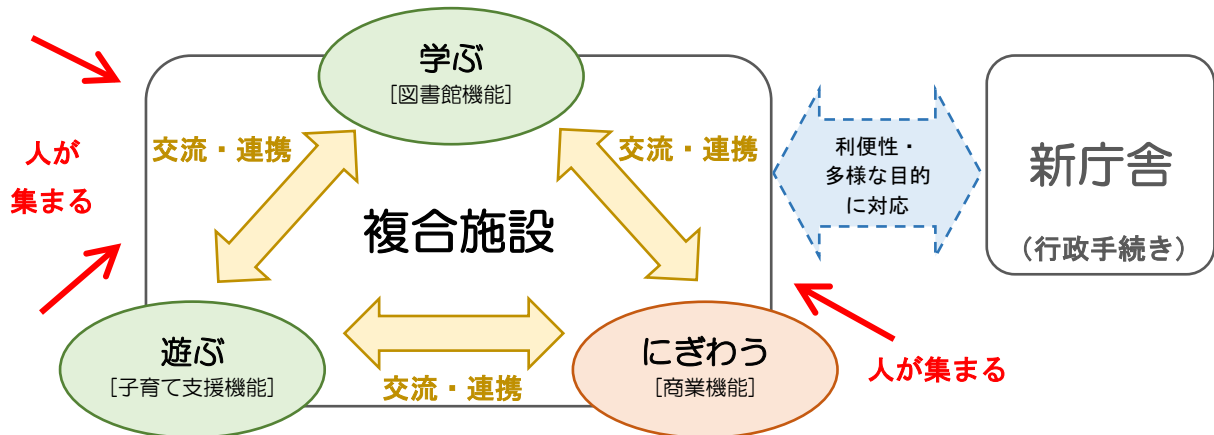 学ぶ
[図書館機能]
交流・連携
交流・連携
人が
集まる
利便性・
多様な目的
に対応
新庁舎
（行政手続き）
複合施設
遊ぶ
[子育て支援機能]
交流・連携
にぎわう
[商業機能]
人が集まる